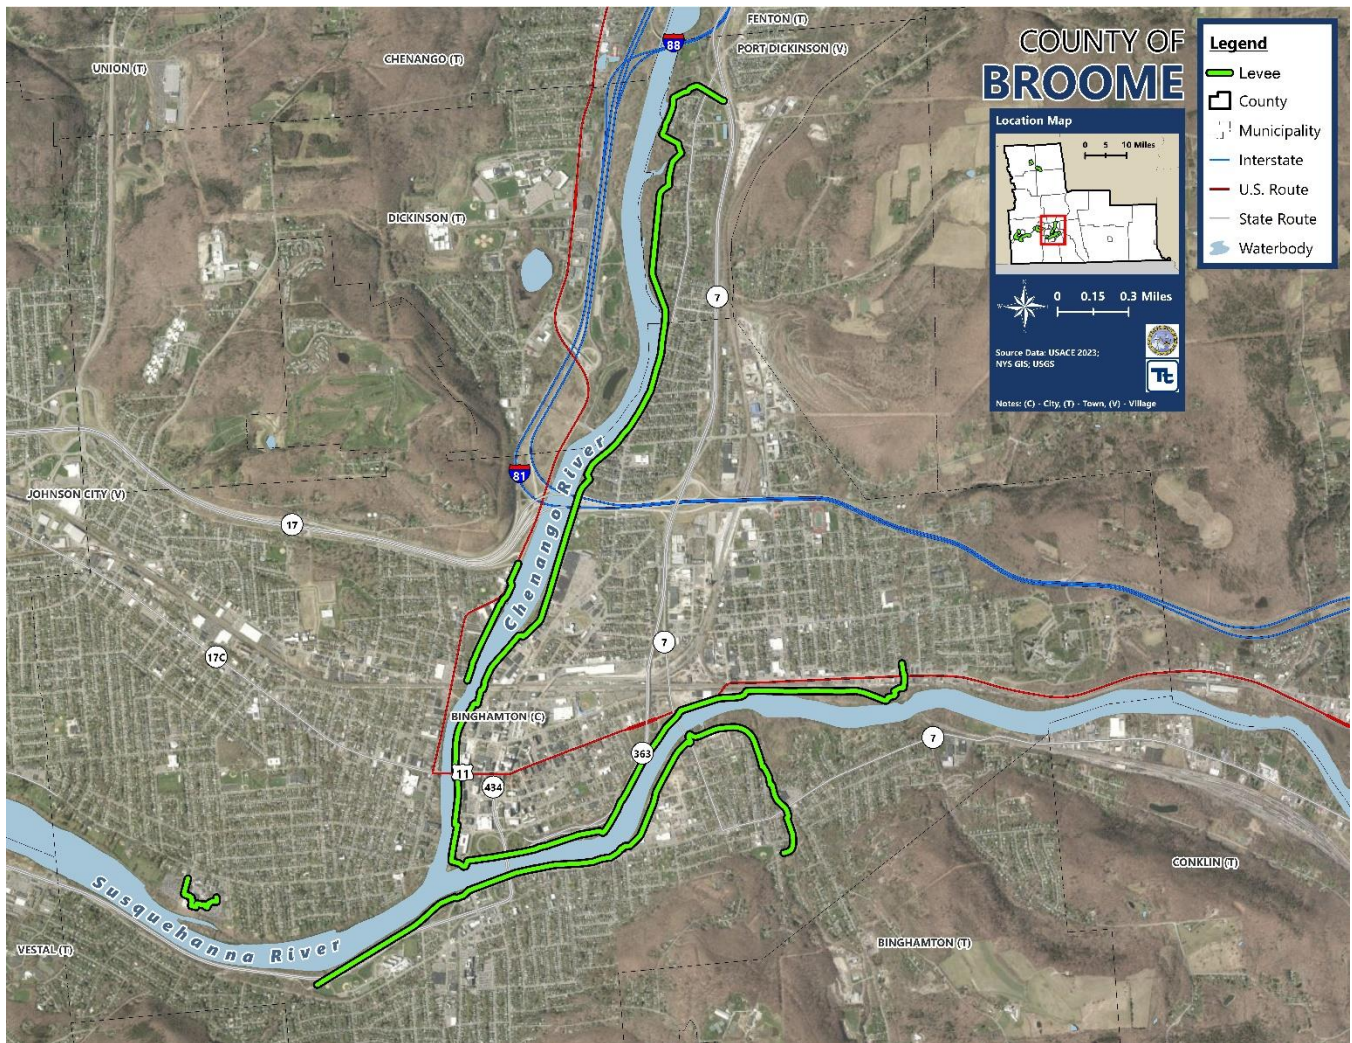 FENTON (T)
88
PORT DICKINSON (V)
CHENANGO (T)
UNION (T)
DICKINSON (T)
7
Chenango River
81
JOHNSON CITY (V)
17
17C
7
BINGHAMTON (C)
363
7
11
434
CONKLIN (T)
Susquehanna River
VESTAL (T)
BINGHAMTON (T)
COUNTY OF
BROOME
Location Map
0 5 10 Miles
N
W E
S
0 0.15 0.3 Miles
Source Data: USACE 2023;
NYS GIS; USGS
Tt
Notes: (C) - City, (T) - Town, (V) - Village
Legend
Levee
County
Municipality
Interstate
U.S. Route
State Route
Waterbody